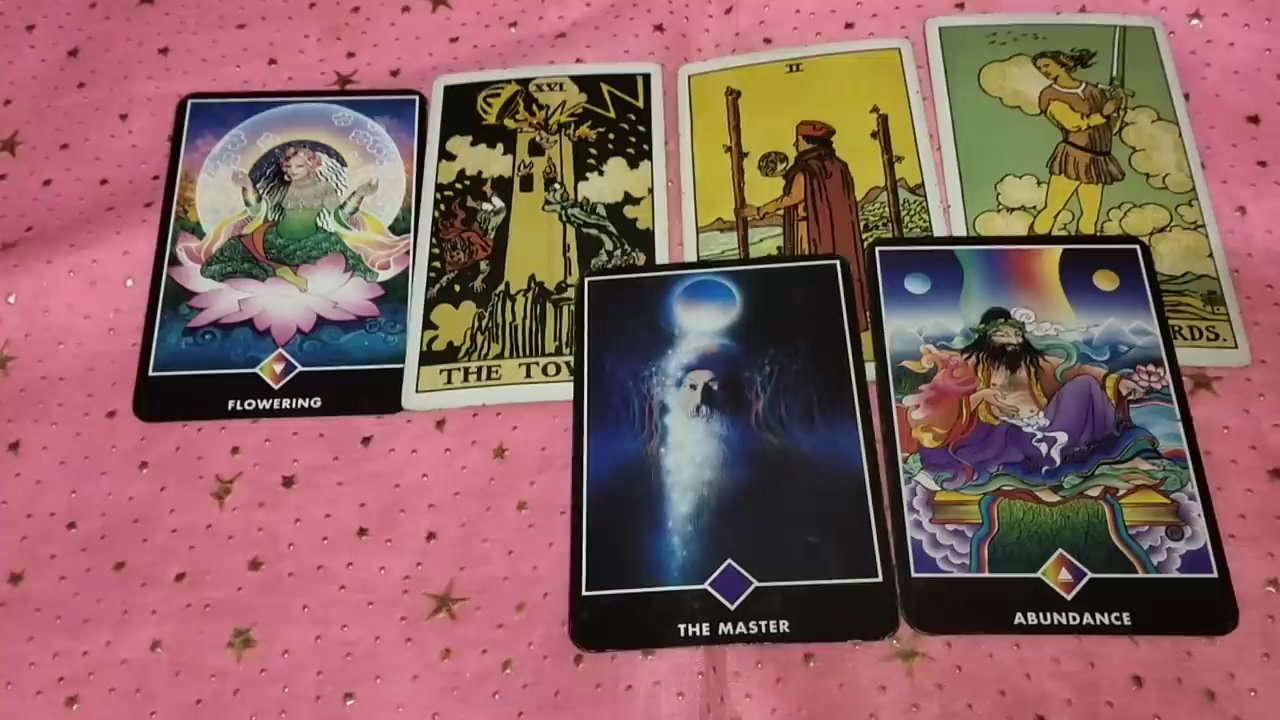 XVI
II
RDS.
THE TOW
FLOWERING
THE MASTER
ABUNDANCE